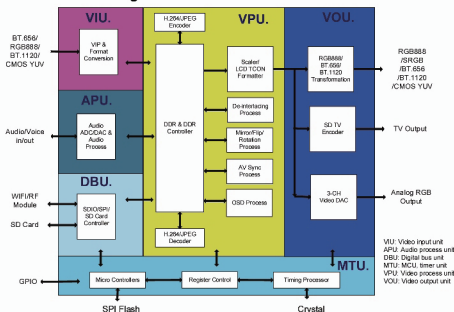 VIU.
VPU.
VOU.
BT.656/
RGB888/
BT.1120/
CMOS YUV
VIP &
Format
Conversion
H.264/JPEG
Encoder
Scaler/
LCD TCON
Formatter
RGB888/
BT.656/
BT.1120
Transformation
RGB888
/SRGB
/BT.656
/BT.1120
/CMOS YUV
APU.
Audio/Voice
in/out
Audio
ADC/DAC &
Audio
Process
DDR & DDR
Controller
De-interlacing
Process
Mirror/Flip/
Rotation
Process
SD TV
Encoder
TV Output
DBU.
WIFI/RF
Module
SD Card
SDIO/SPI/
SD Card
Controller
AV Sync
Process
OSD Process
3-CH
Video DAC
Analog RGB
Output
H.264/JPEG
Decoder
MTU.
GPIO
Micro Controllers
Register Control
Timing Processor
SPI Flash
Crystal
VIU: Video input unit
APU: Audio process unit
DBU: Digital bus unit
MTU: MCU, timer unit
VPU: Video process unit
VOU: Video output unit